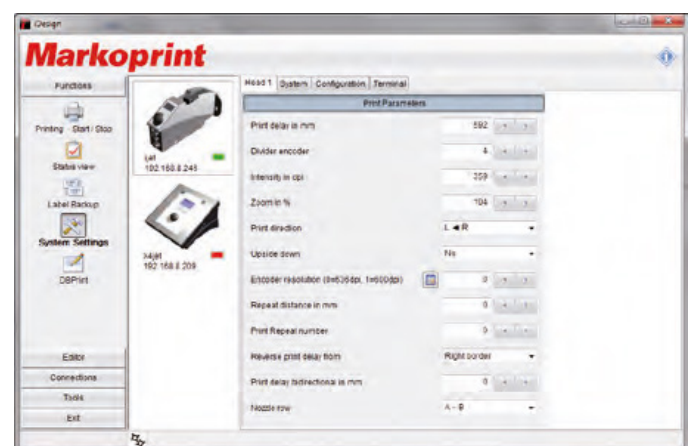 iDesign
Markoprint
Functions
Printing - Start / Stop
Status view
Label Backup
System Settings
DBPrint
Editor
Connections
Tools
Exit
iJet
192.168.8.245
X4jet
192.168.8.209
Head 1 System Configuration Terminal
Print Parameters
Print delay in mm 592
Divider encoder 4
Intensity in dpi 359
Zoom in % 104
Print direction L ◄ R
Upside down No
Encoder resolution (0=636dpi, 1=600dpi) 0
Repeat distance in mm 0
Print Repeat number 0
Reverse print delay from Right border
Print delay bidirectional in mm 0
Nozzle row A - B